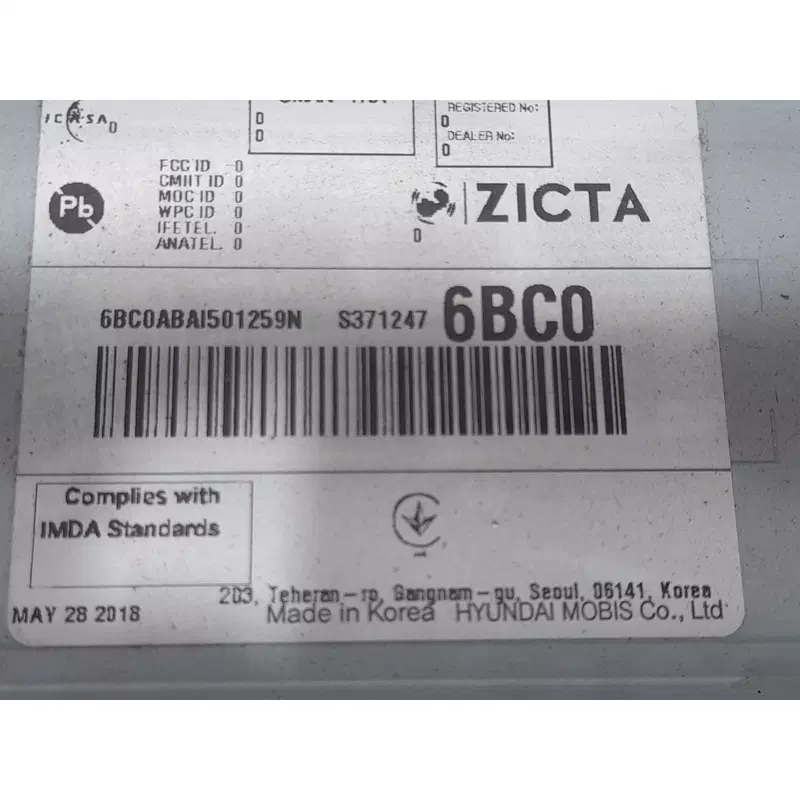 ICASA 0
0
0
REGISTERED No:
0
DEALER No:
0
FCC ID 0
CMIIT ID 0
MOC ID 0
WPC ID 0
IFETEL. 0
ANATEL. 0
Pb
ZICTA
0
6BC0ABAI501259N S371247 6BC0
Complies with
IMDA Standards
203, Teheran-ro, Gangnam-gu, Seoul, 06141, Korea
MAY 28 2018 Made in Korea HYUNDAI MOBIS Co., Ltd